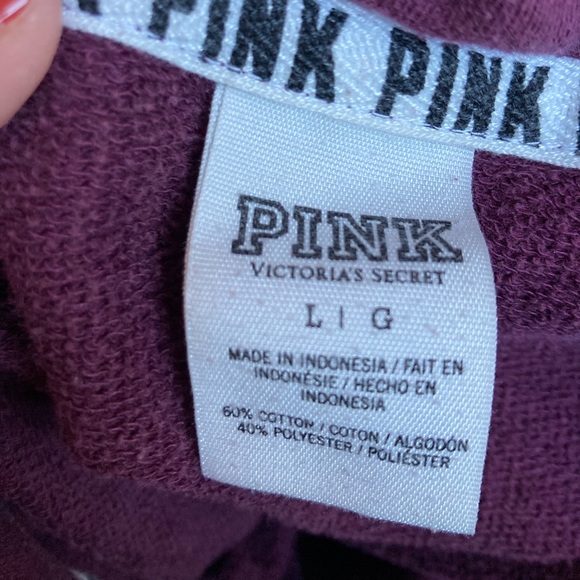 PINK PINK
PINK
VICTORIA'S SECRET
L | G
MADE IN INDONESIA / FAIT EN
INDONÉSIE / HECHO EN
INDONESIA
60% COTTON / COTON / ALGODÓN
40% POLYESTER / POLIÉSTER